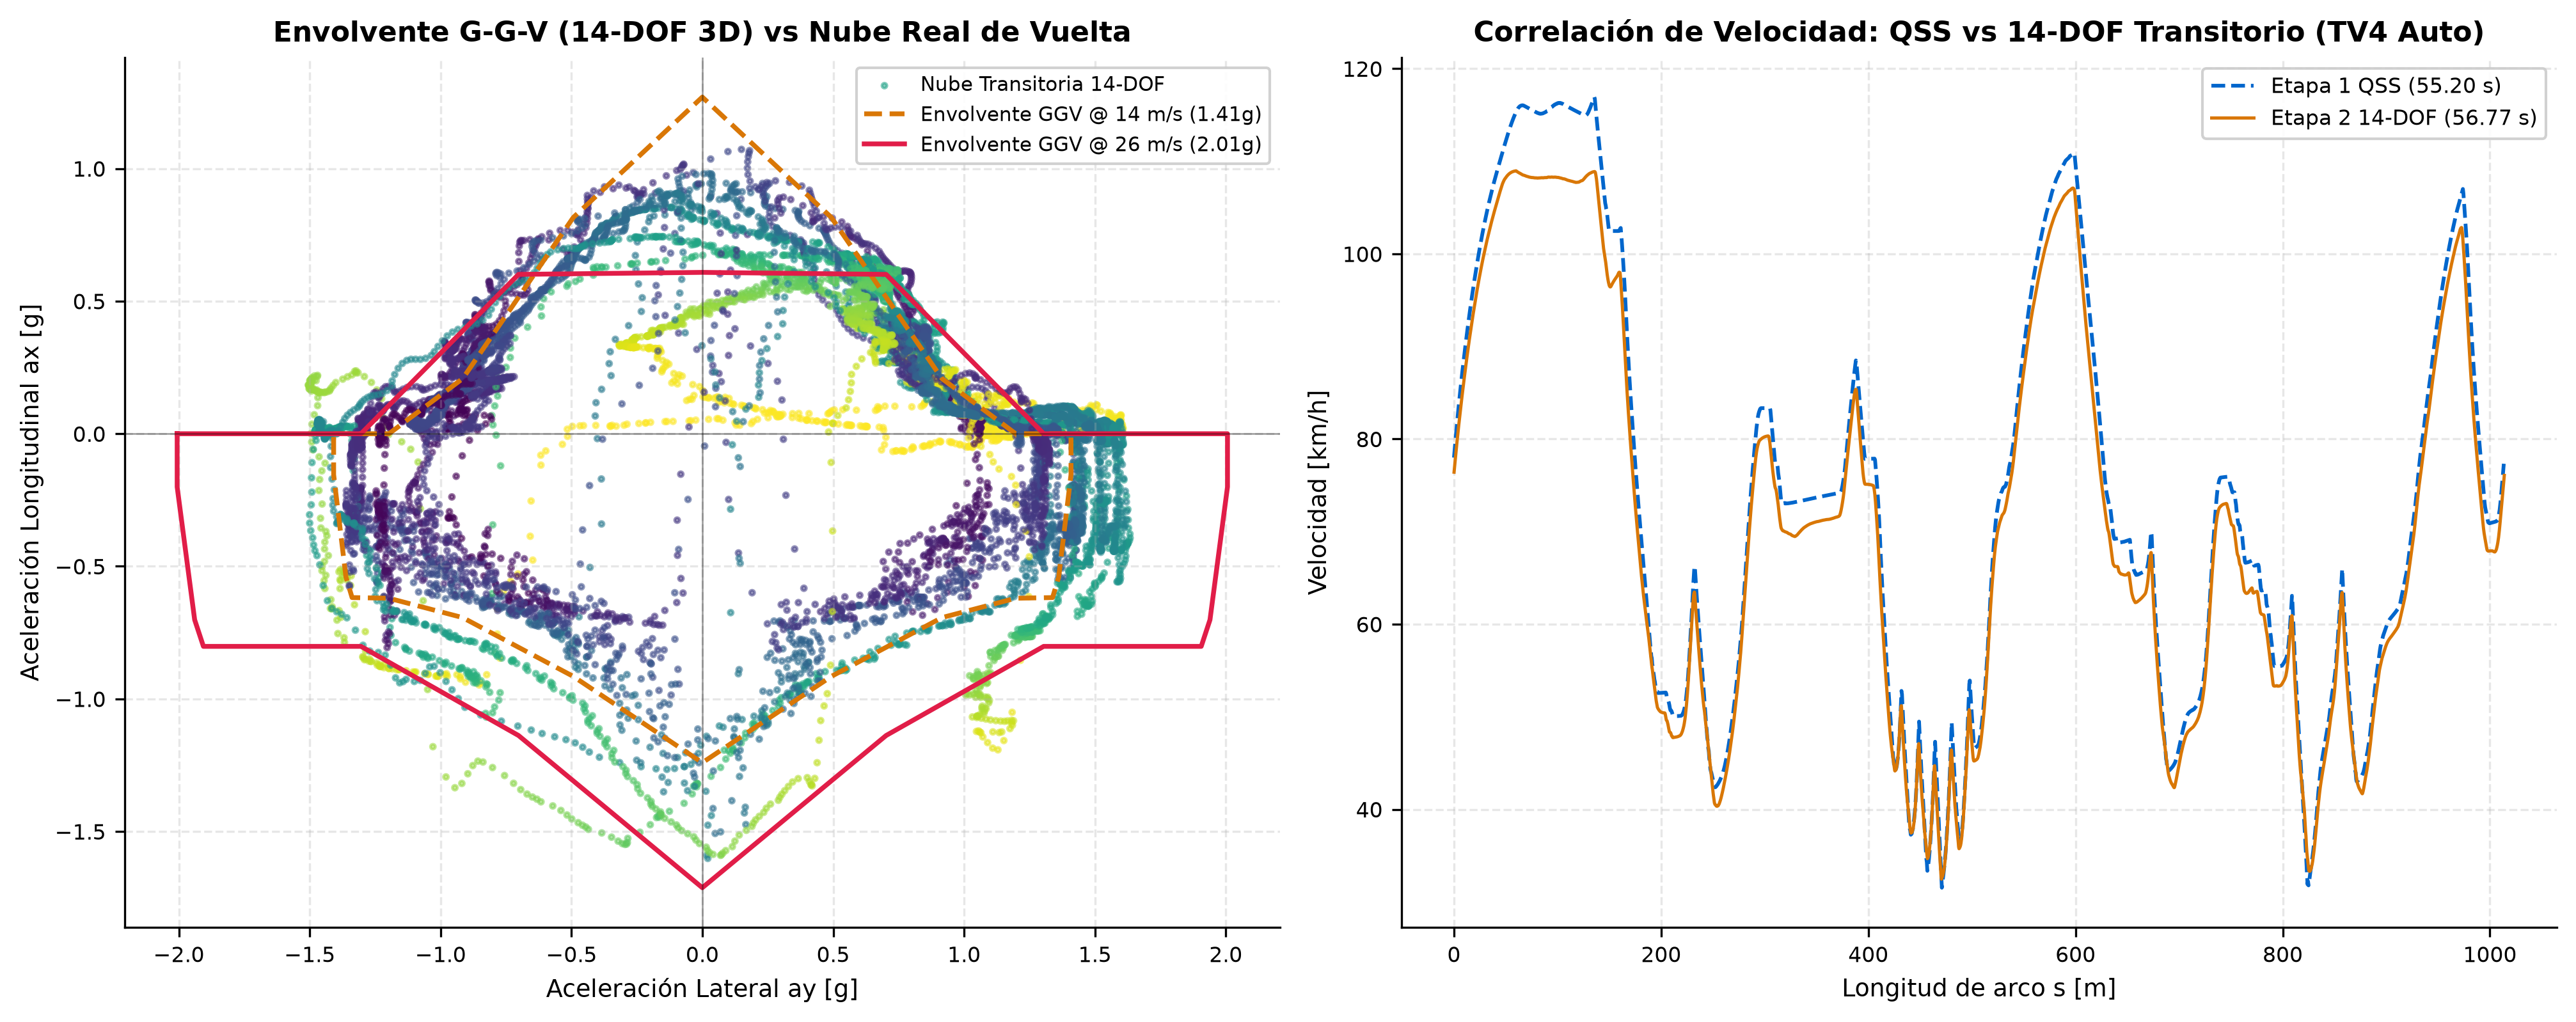 Envolvente G-G-V (14-DOF 3D) vs Nube Real de Vuelta
Nube Transitoria 14-DOF
Envolvente GGV @ 14 m/s (1.41g)
Envolvente GGV @ 26 m/s (2.01g)
Aceleración Longitudinal ax [g]
1.0
0.5
0.0
−0.5
−1.0
−1.5
−2.0
−1.5
−1.0
−0.5
0.0
0.5
1.0
1.5
2.0
Aceleración Lateral ay [g]
Correlación de Velocidad: QSS vs 14-DOF Transitorio (TV4 Auto)
Etapa 1 QSS (55.20 s)
Etapa 2 14-DOF (56.77 s)
Velocidad [km/h]
120
100
80
60
40
0
200
400
600
800
1000
Longitud de arco s [m]